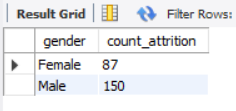 Result Grid Filter Rows:
gender count_attrition
Female 87
Male 150